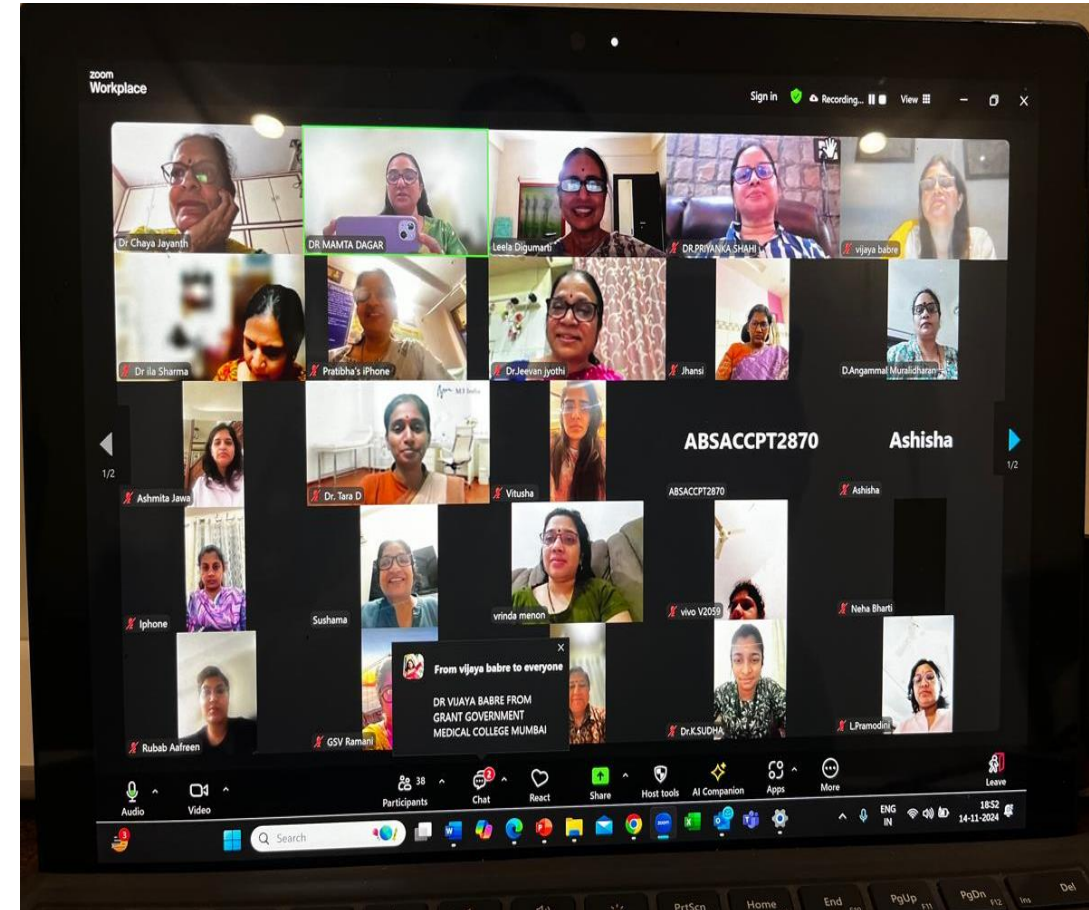 zoom
Workplace
Sign in
Recording...
View
Dr Chaya Jayanth
DR MAMTA DAGAR
Leela Digumarti
DR.PRIYANKA SHAHI
vijaya babre
Dr ila Sharma
Pratibha's iPhone
Dr.Jeevan jyothi
Jhansi
D.Angammal Muralidharan
1/2
Ashmita Jawa
Dr. Tara D
Vitusha
ABSACCPT2870
ABSACCPT2870
Ashisha
Ashisha
1/2
Iphone
Sushama
vrinda menon
vivo V2059
Neha Bharti
Rubab Aafreen
GSV Ramani
From vijaya babre to everyone
DR VIJAYA BABRE FROM
GRANT GOVERNMENT
MEDICAL COLLEGE MUMBAI
Dr.K.SUDHA
L.Pramodini
Audio
Video
38
Participants
2
Chat
React
Share
Host tools
AI Companion
Apps
More
Leave
3
Search
ENG
IN
18:52
14-11-2024
PrtScn
Home
End
PgUp
F11
PgDn
F12
Ins
Del